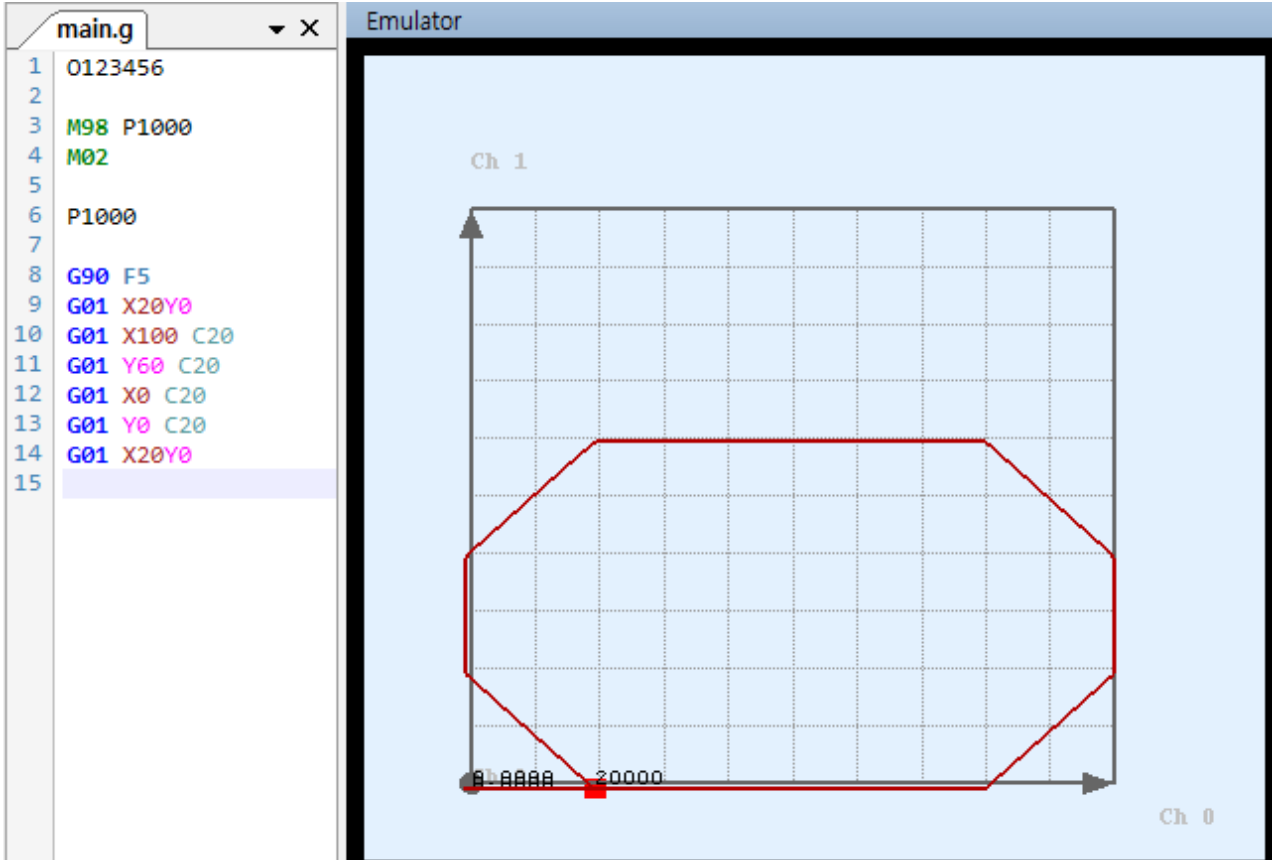 main.g
1 O123456
2
3 M98 P1000
4 M02
5
6 P1000
7
8 G90 F5
9 G01 X20Y0
10 G01 X100 C20
11 G01 Y60 C20
12 G01 X0 C20
13 G01 Y0 C20
14 G01 X20Y0
15
Emulator
Ch 1
20000
Ch 0